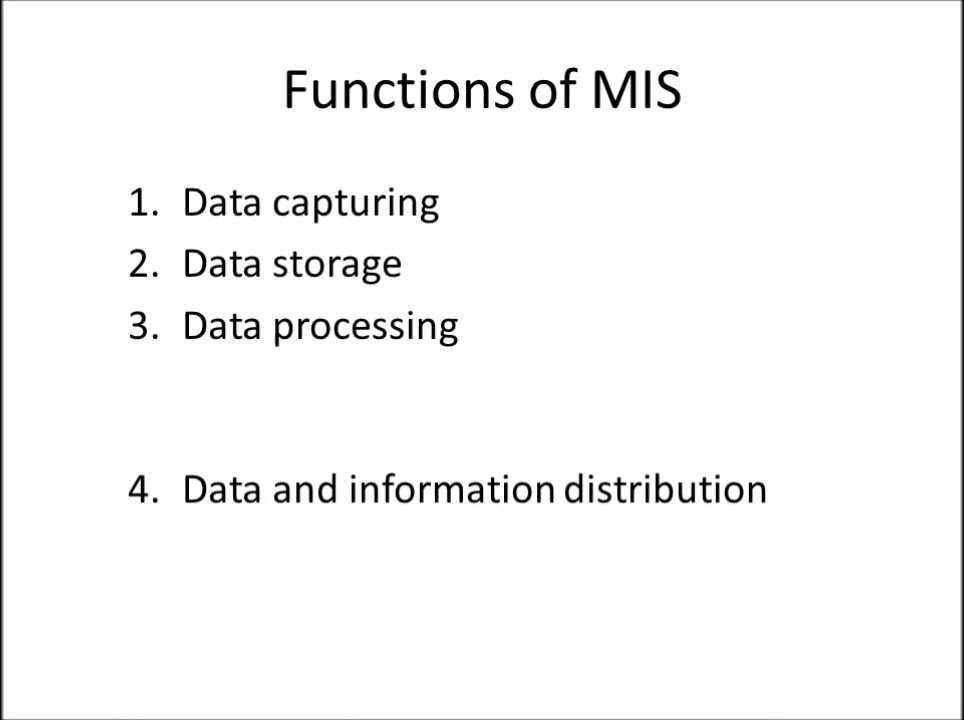 Functions of MIS
1. Data capturing
2. Data storage
3. Data processing
4. Data and information distribution